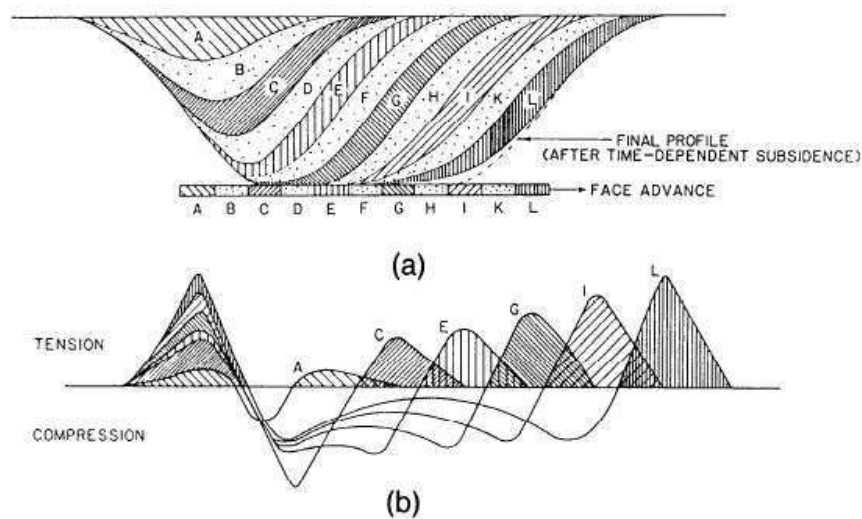 A
B
C
D
E
F
G
H
I
K
L
FINAL PROFILE
(AFTER TIME-DEPENDENT SUBSIDENCE)
FACE ADVANCE
A B C D E F G H I K L
(a)
L
I
G
E
C
A
TENSION
COMPRESSION
(b)